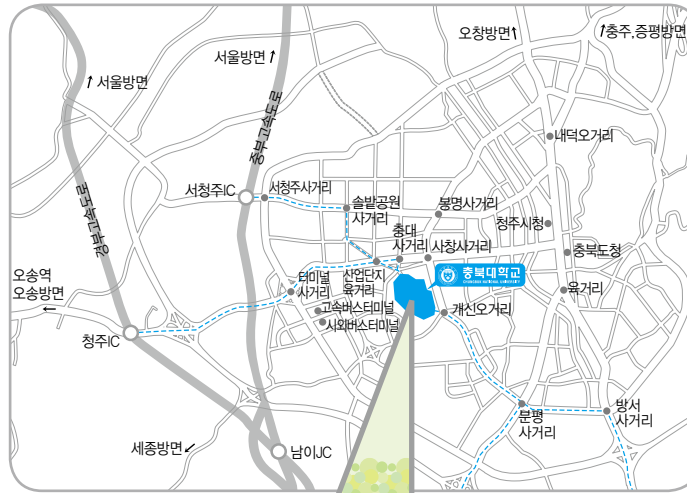 오창방면↑
↑충주,증평방면
서울방면↑
↑서울방면
중부고속도로
내덕오거리
서청주IC
서청주사거리
솔밭공원
사거리
봉명사거리
경부고속도로
충대
사거리
사창사거리
청주시청
충북도청
오송역
오송방면
←
터미널
사거리
산업단지
육거리
충북대학교
CHUNGBUK NATIONAL UNIVERSITY
육거리
고속버스터미널
시외버스터미널
개신오거리
청주IC
분평
사거리
방서
사거리
세종방면↙
남이JC